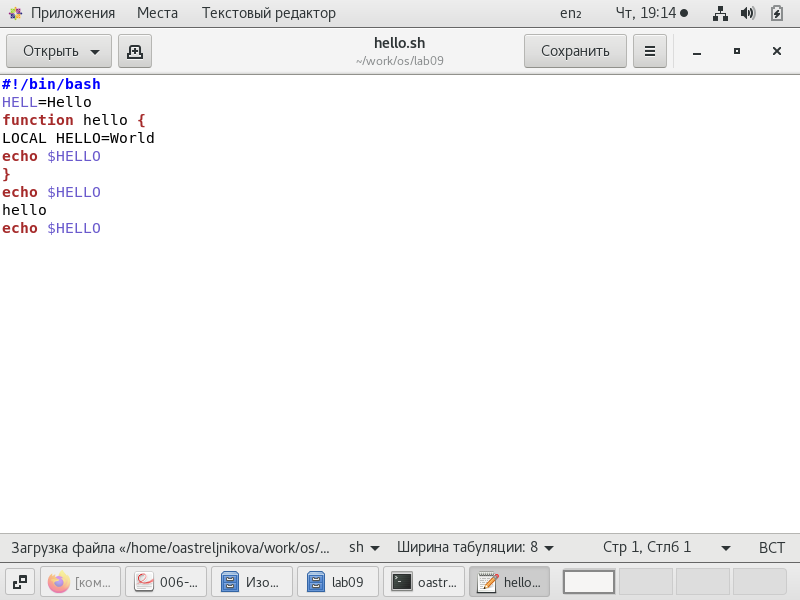 Приложения Места Текстовый редактор en₂ Чт, 19:14
Открыть hello.sh Сохранить
~/work/os/lab09
#!/bin/bash
HELL=Hello
function hello {
LOCAL HELLO=World
echo $HELLO
}
echo $HELLO
hello
echo $HELLO
Загрузка файла «/home/oastreljnikova/work/os/... sh Ширина табуляции: 8 Стр 1, Стлб 1 ВСТ
[ком... 006-... Изо... lab09 oastr... hello...